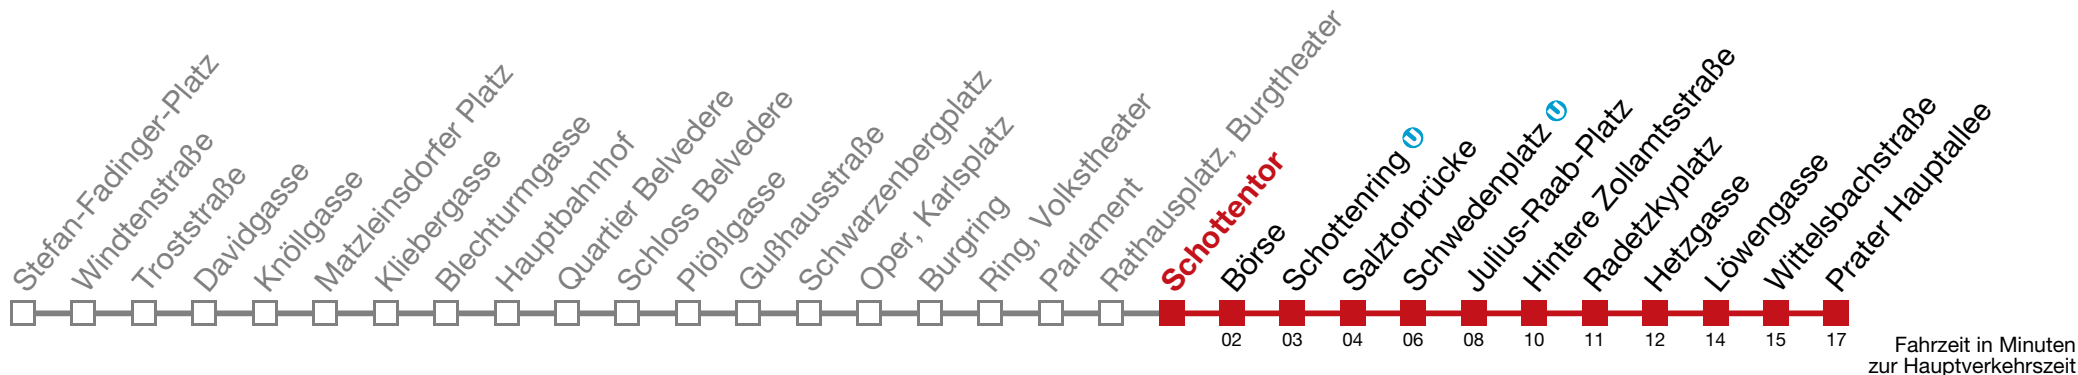 Stefan-Fadinger-Platz
Windtenstraße
Troststraße
Davidgasse
Knöllgasse
Matzleinsdorfer Platz
Kliebergasse
Blechturmgasse
Hauptbahnhof
Quartier Belvedere
Schloss Belvedere
Plößlgasse
Gußhausstraße
Schwarzenbergplatz
Oper, Karlsplatz
Burgring
Ring, Volkstheater
Parlament
Rathausplatz, Burgtheater
Schottentor
Börse
Schottenring U
Salztorbrücke
Schwedenplatz U
Julius-Raab-Platz
Hintere Zollamtsstraße
Radetzkyplatz
Hetzgasse
Löwengasse
Wittelsbachstraße
Prater Hauptallee
02 03 04 06 08 10 11 12 14 15 17
Fahrzeit in Minuten
zur Hauptverkehrszeit